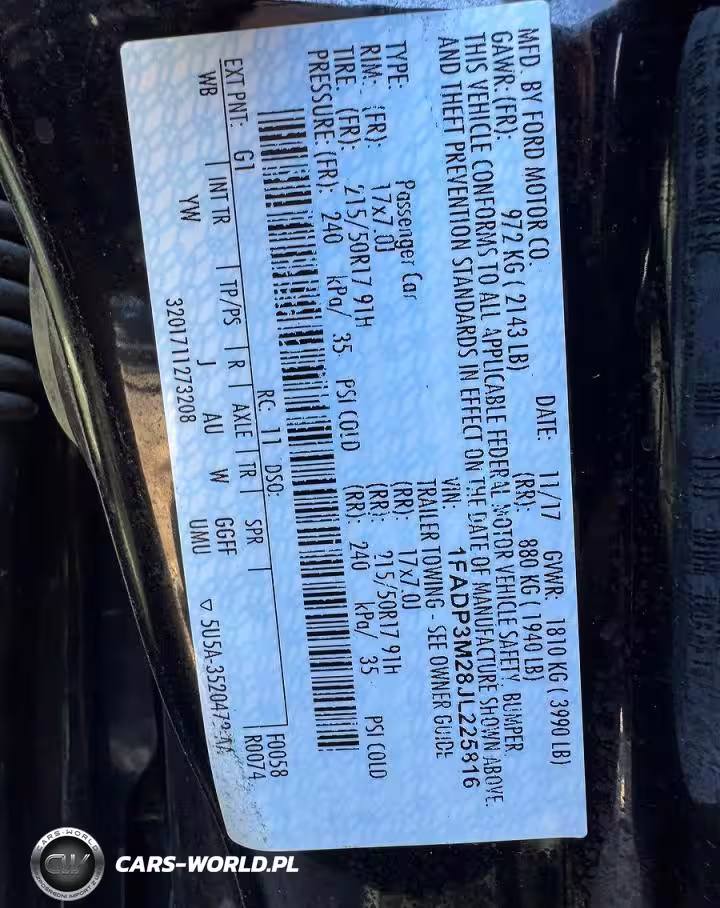 MFD. BY FORD MOTOR CO.
DATE: 11/17 GVWR: 1810 KG ( 3990 LB)
GAWR: (FR): 972 KG ( 2143 LB) (RR): 880 KG ( 1940 LB)
THIS VEHICLE CONFORMS TO ALL APPLICABLE FEDERAL MOTOR VEHICLE SAFETY, BUMPER,
AND THEFT PREVENTION STANDARDS IN EFFECT ON THE DATE OF MANUFACTURE SHOWN ABOVE.
VIN: 1FADP3M28JL225816
TYPE: Passenger Car TRAILER TOWING - SEE OWNER GUIDE
RIM: (FR): 17x7.0J (RR): 17x7.0J
TIRE: (FR): 215/50R17 91H (RR): 215/50R17 91H
PRESSURE: (FR): 240 kPa/ 35 PSI COLD (RR): 240 kPa/ 35 PSI COLD
RC: 11 DSO: F0058
EXT PNT: G1 R0074
WB | INT TR | TP/PS | R | AXLE | TR | SPR |
YW J AU W GGFF
3201711273208 UMU ▽ 5U5A-3520472-AA
CARS-WORLD
CW
CARS-WORLD.PL